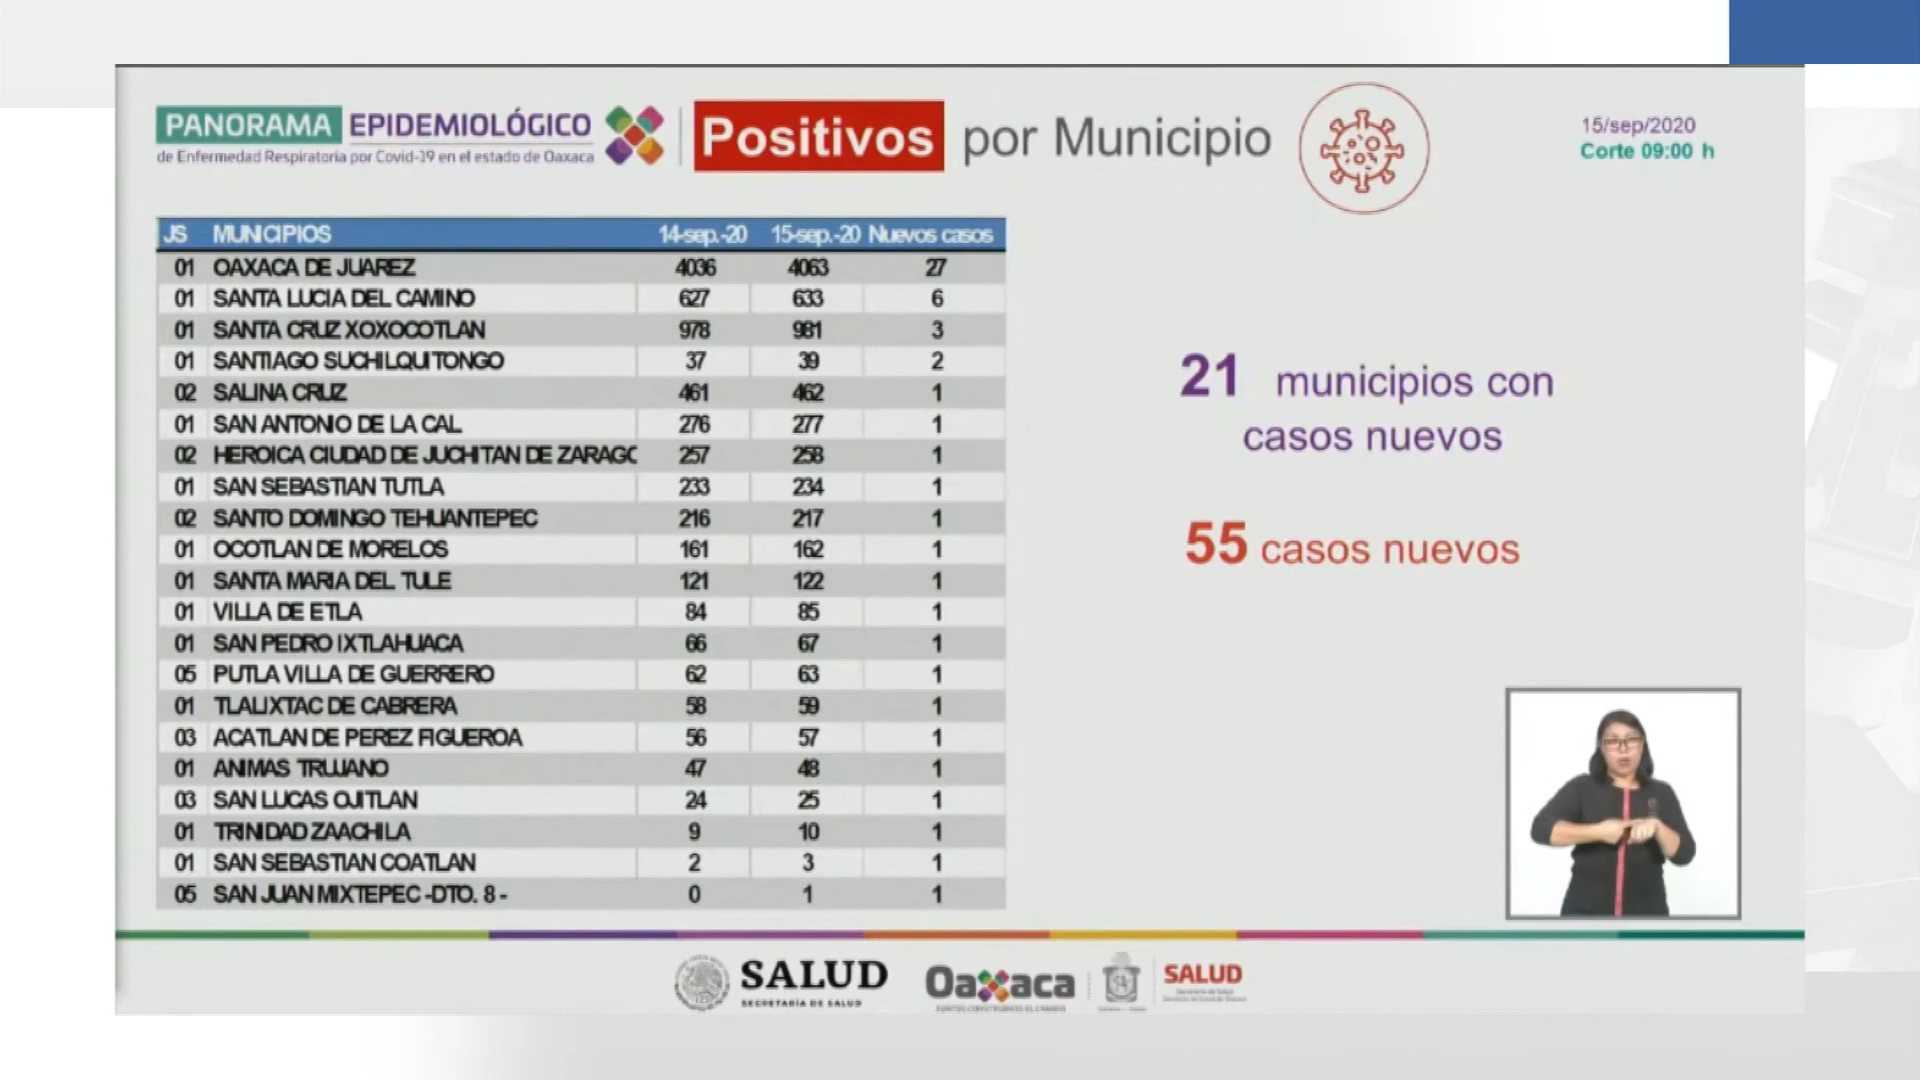 PANORAMA EPIDEMIOLÓGICO
de Enfermedad Respiratoria por Covid-19 en el estado de Oaxaca
Positivos por Municipio
15/sep/2020
Corte 09:00 h
JS MUNICIPIOS 14-sep.-20 15-sep.-20 Nuevos casos
01 OAXACA DE JUAREZ 4036 4063 27
01 SANTA LUCIA DEL CAMINO 627 633 6
01 SANTA CRUZ XOXOCOTLAN 978 981 3
01 SANTIAGO SUCHILQUITONGO 37 39 2
02 SALINA CRUZ 461 462 1
01 SAN ANTONIO DE LA CAL 276 277 1
02 HEROICA CIUDAD DE JUCHITAN DE ZARAGO 257 258 1
01 SAN SEBASTIAN TUTLA 233 234 1
02 SANTO DOMINGO TEHUANTEPEC 216 217 1
01 OCOTLAN DE MORELOS 161 162 1
01 SANTA MARIA DEL TULE 121 122 1
01 VILLA DE ETLA 84 85 1
01 SAN PEDRO IXTLAHUACA 66 67 1
05 PUTLA VILLA DE GUERRERO 62 63 1
01 TLALIXTAC DE CABRERA 58 59 1
03 ACATLAN DE PEREZ FIGUEROA 56 57 1
01 ANIMAS TRUJANO 47 48 1
03 SAN LUCAS OJITLAN 24 25 1
01 TRINIDAD ZAACHILA 9 10 1
01 SAN SEBASTIAN COATLAN 2 3 1
05 SAN JUAN MIXTEPEC -DTO. 8 - 0 1 1
21 municipios con
casos nuevos
55 casos nuevos
SALUD
SECRETARÍA DE SALUD
Oaxaca
JUNTOS CONSTRUIMOS EL CAMBIO
SALUD